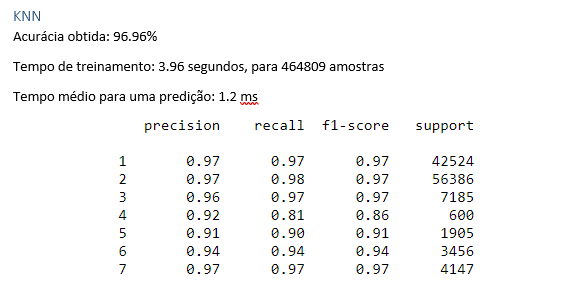 KNN
Acurácia obtida: 96.96%
Tempo de treinamento: 3.96 segundos, para 464809 amostras
Tempo médio para uma predição: 1.2 ms
precision recall f1-score support
1 0.97 0.97 0.97 42524
2 0.97 0.98 0.97 56386
3 0.96 0.97 0.97 7185
4 0.92 0.81 0.86 600
5 0.91 0.90 0.91 1905
6 0.94 0.94 0.94 3456
7 0.97 0.97 0.97 4147